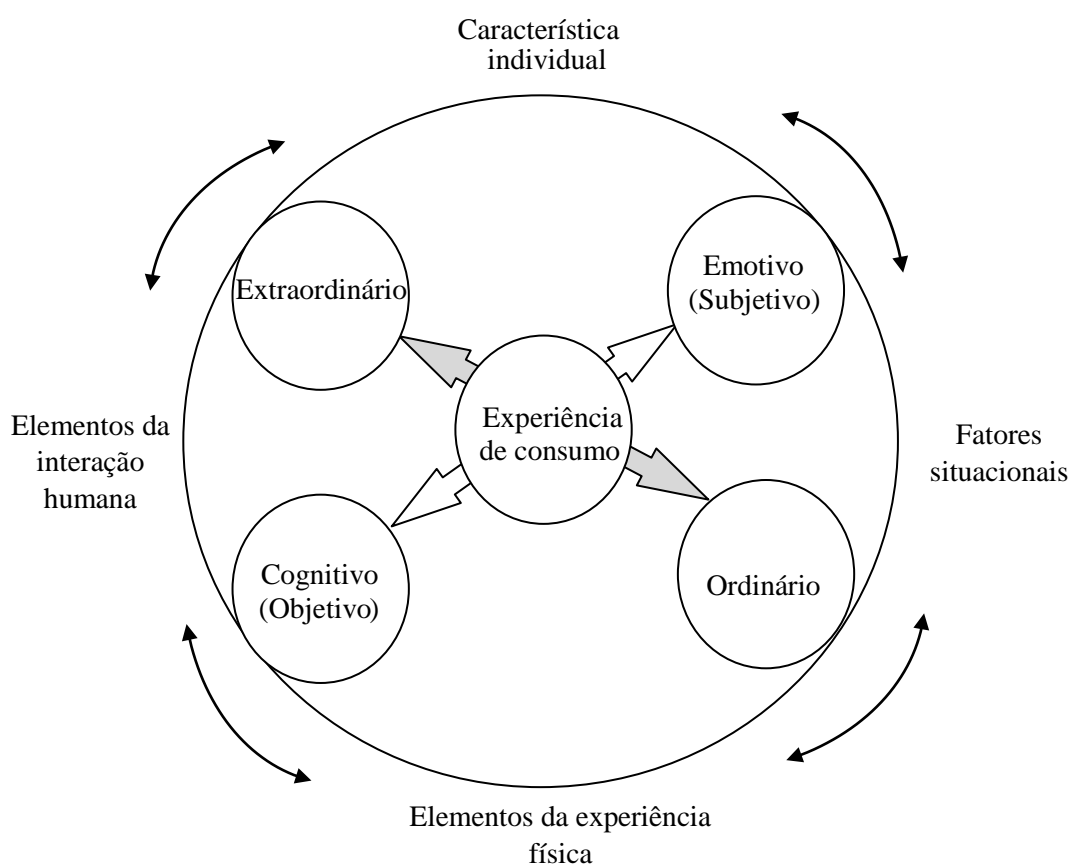 Característica
individual
Extraordinário
Emotivo
(Subjetivo)
Elementos da
interação
humana
Experiência
de consumo
Fatores
situacionais
Cognitivo
(Objetivo)
Ordinário
Elementos da experiência
física